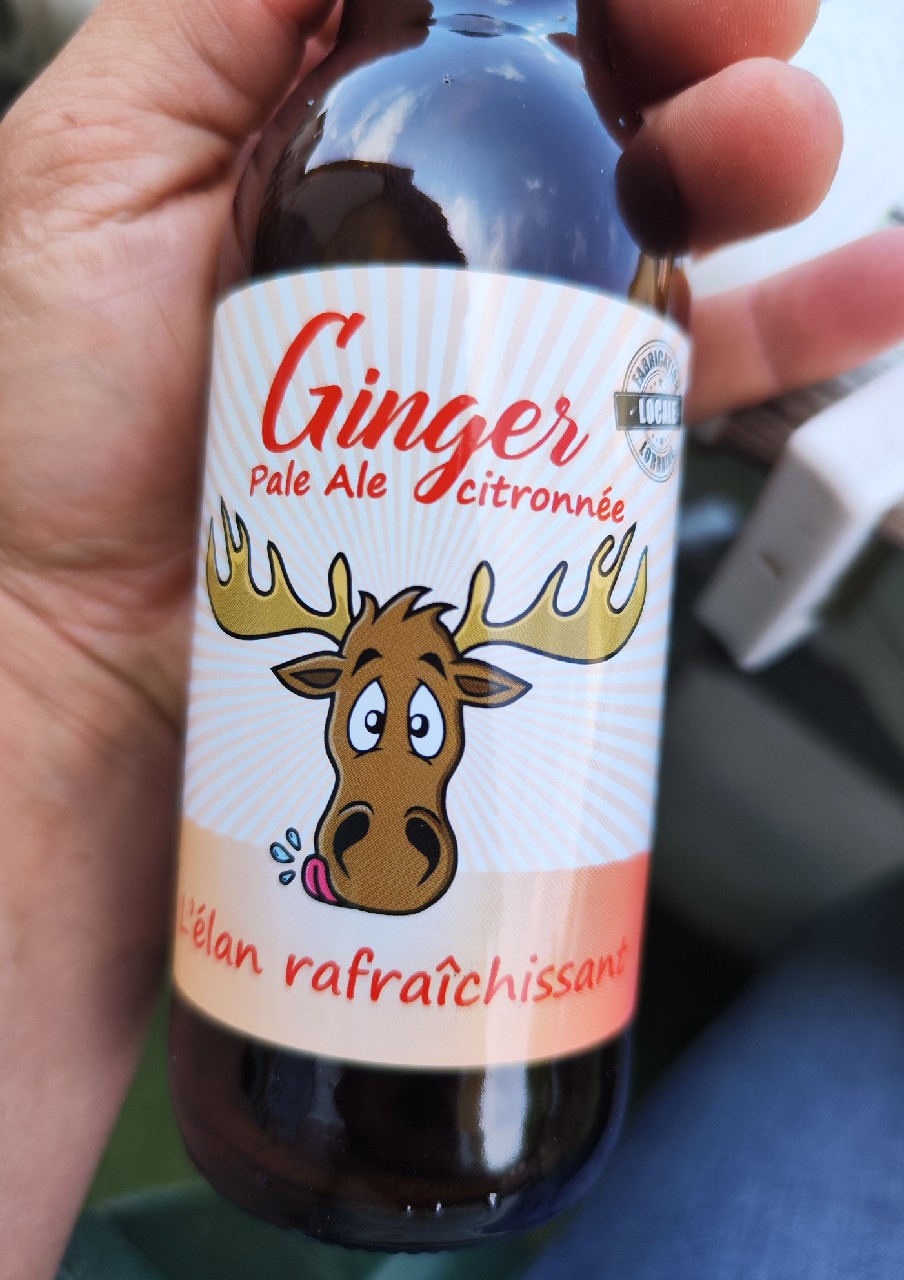 Ginger
Pale Ale citronnée
LOCALE
L'élan rafraîchissant